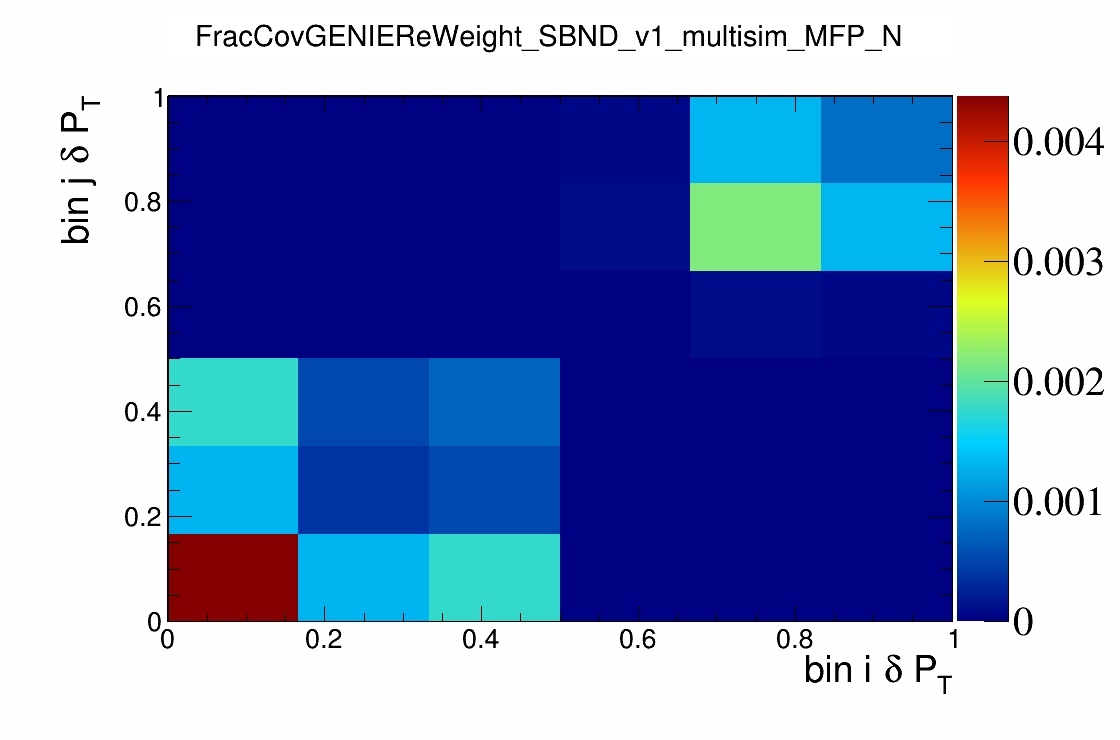 FracCovGENIEReWeight_SBND_v1_multisim_MFP_N
bin j δ P_T
1
0.8
0.6
0.4
0.2
0
0 0.2 0.4 0.6 0.8 1
bin i δ P_T
0.004
0.003
0.002
0.001
0